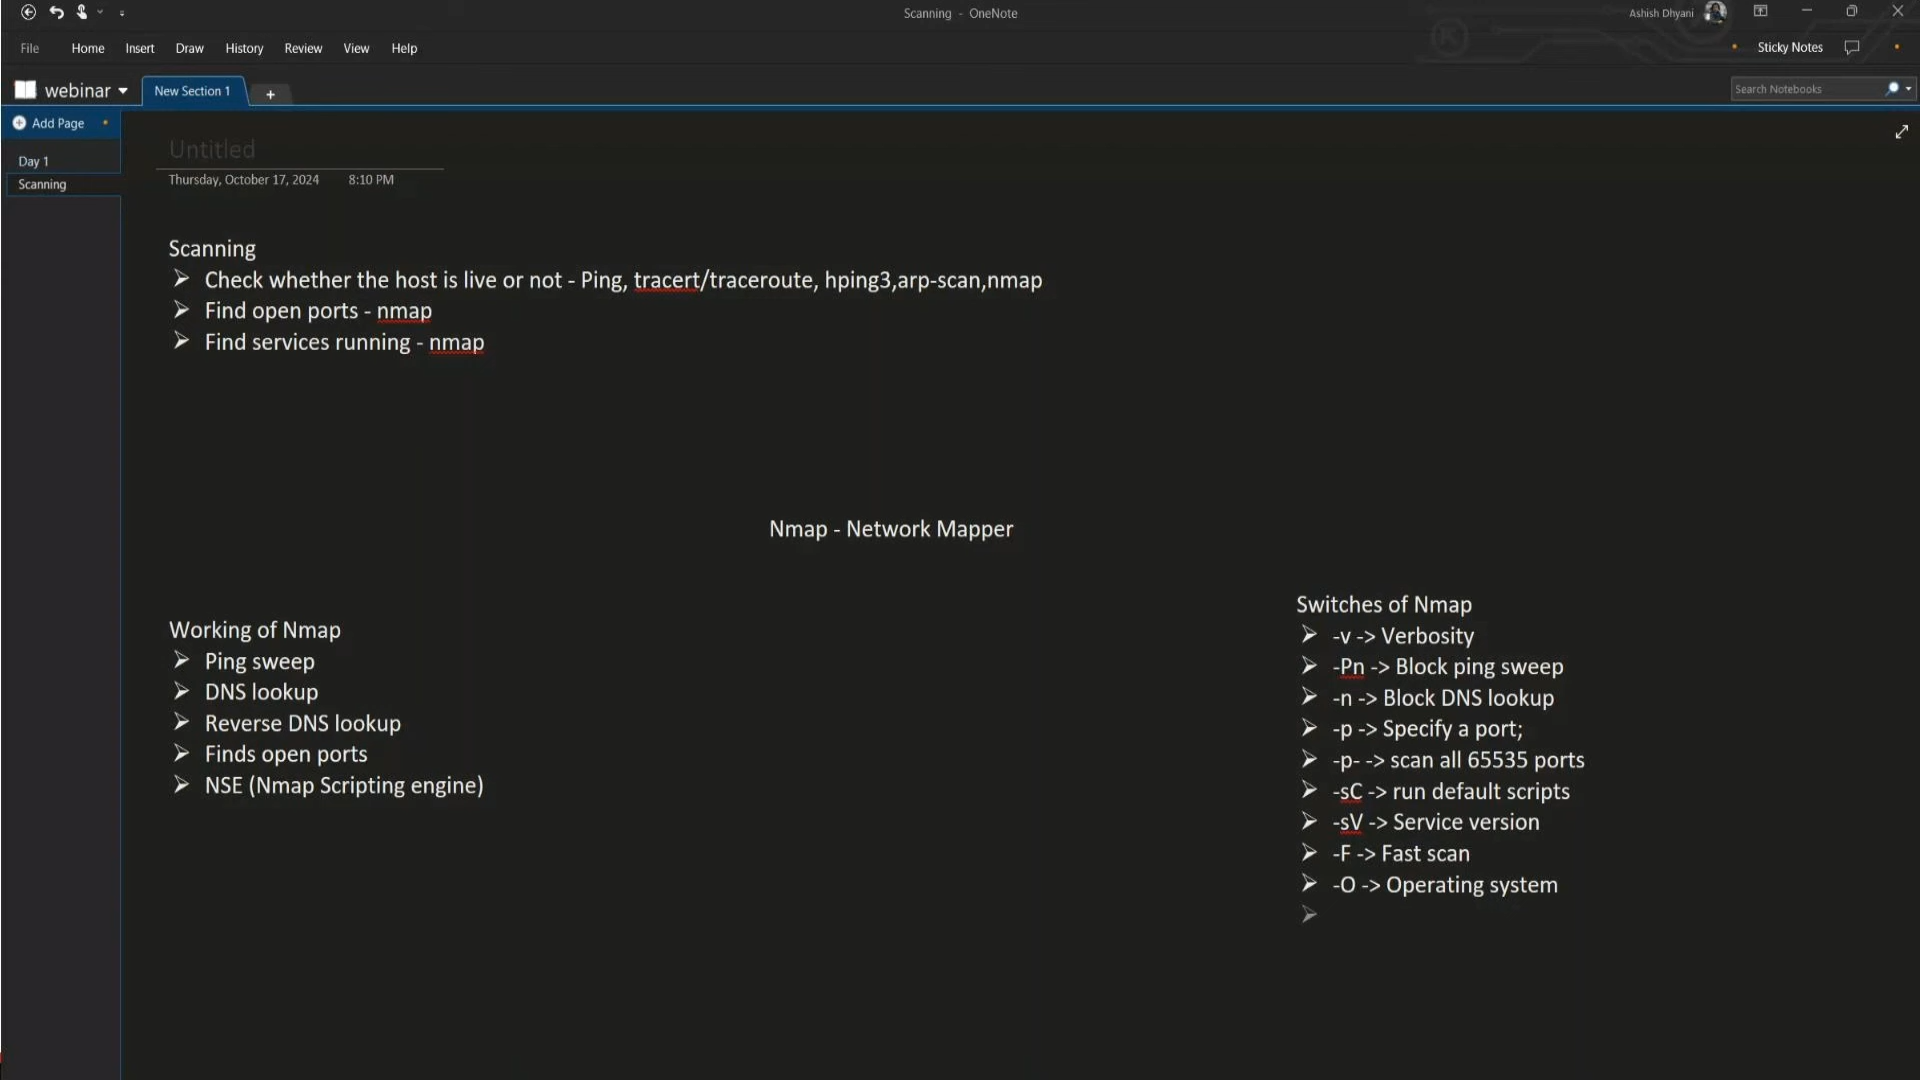 Scanning - OneNote
Ashish Dhyani
File Home Insert Draw History Review View Help
Sticky Notes
webinar
New Section 1
+
Search Notebooks
Add Page
Day 1
Scanning
Untitled
Thursday, October 17, 2024 8:10 PM
Scanning
➢ Check whether the host is live or not - Ping, tracert/traceroute, hping3,arp-scan,nmap
➢ Find open ports - nmap
➢ Find services running - nmap
Nmap - Network Mapper
Working of Nmap
➢ Ping sweep
➢ DNS lookup
➢ Reverse DNS lookup
➢ Finds open ports
➢ NSE (Nmap Scripting engine)
Switches of Nmap
➢ -v -> Verbosity
➢ -Pn -> Block ping sweep
➢ -n -> Block DNS lookup
➢ -p -> Specify a port;
➢ -p- -> scan all 65535 ports
➢ -sC -> run default scripts
➢ -sV -> Service version
➢ -F -> Fast scan
➢ -O -> Operating system
➢